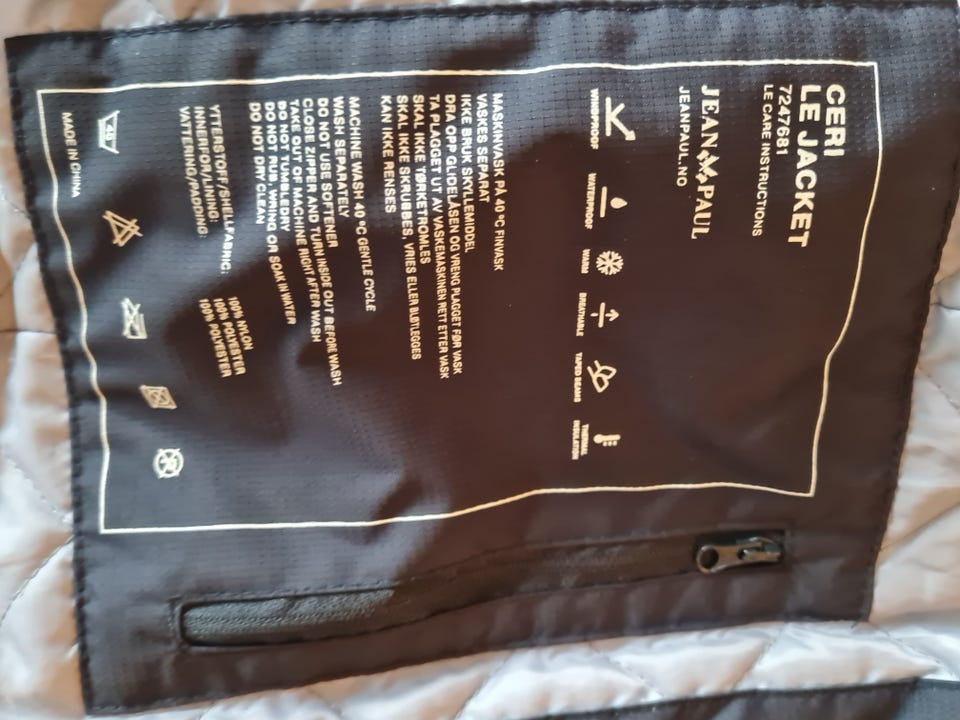 CERI
LE JACKET
7247681
LE CARE INSTRUCTIONS
JEAN PAUL
JEANPAUL.NO
WINDPROOF WATERPROOF WARM BREATHABLE TAPED SEAMS THERMAL INSULATION
MASKINVASK PÅ 40 °C FINVASK
VASKES SEPARAT
IKKE BRUK SKYLLEMIDDEL
DRA OPP GLIDELÅSEN OG VRENG PLAGGET FØR VASK
TA PLAGGET UT AV VASKEMASKINEN RETT ETTER VASK
SKAL IKKE TØRKETROMLES
SKAL IKKE SKRUBBES, VRIES ELLER BLØTLEGGES
KAN IKKE RENSES
MACHINE WASH 40 °C GENTLE CYCLE
WASH SEPARATELY
DO NOT USE SOFTENER
CLOSE ZIPPER AND TURN INSIDE OUT BEFORE WASH
TAKE OUT OF MACHINE RIGHT AFTER WASH
DO NOT TUMBLEDRY
DO NOT RUB, WRING OR SOAK IN WATER
DO NOT DRY CLEAN
YTTERSTOFF/SHELLFABRIC: 100% NYLON
INNERFOR/LINING: 100% POLYESTER
VATTERING/PADDING: 100% POLYESTER
40
MADE IN CHINA